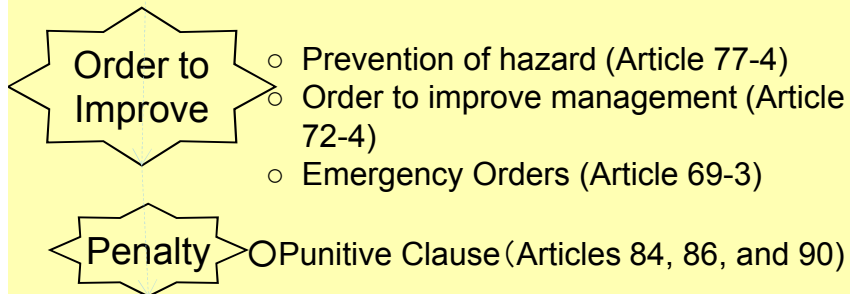 Order to
Improve
○ Prevention of hazard (Article 77-4)
○ Order to improve management (Article
72-4)
○ Emergency Orders (Article 69-3)
Penalty
○Punitive Clause（Articles 84, 86, and 90)